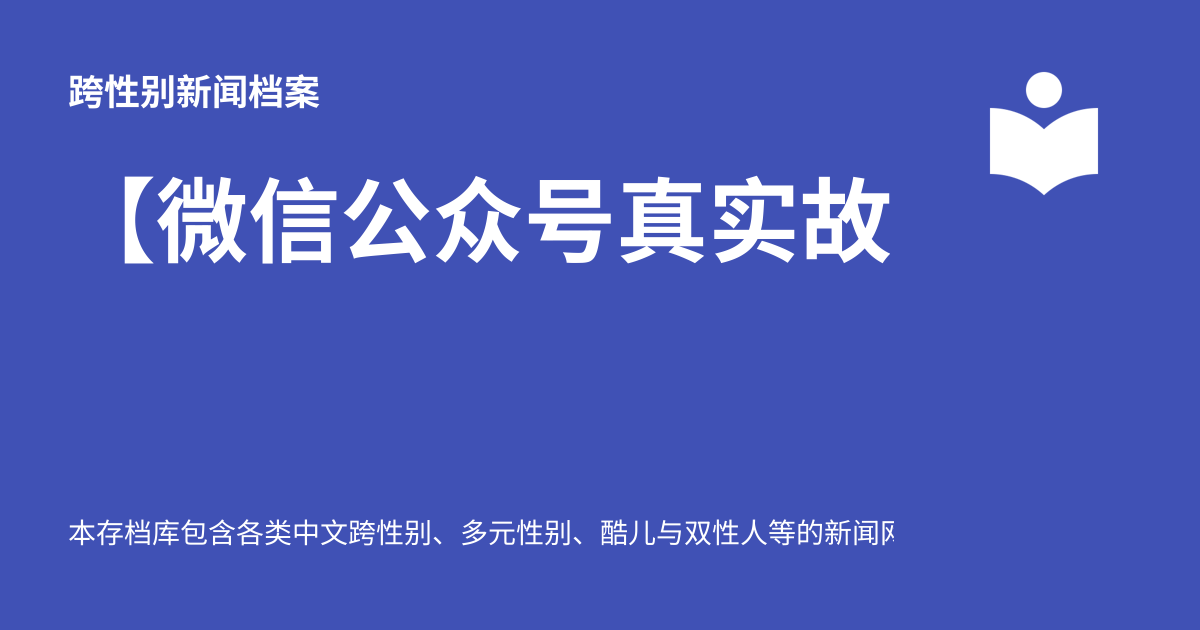 跨性别新闻档案
【微信公众号真实故
本存档库包含各类中文跨性别、多元性别、酷儿与双性人等的新闻